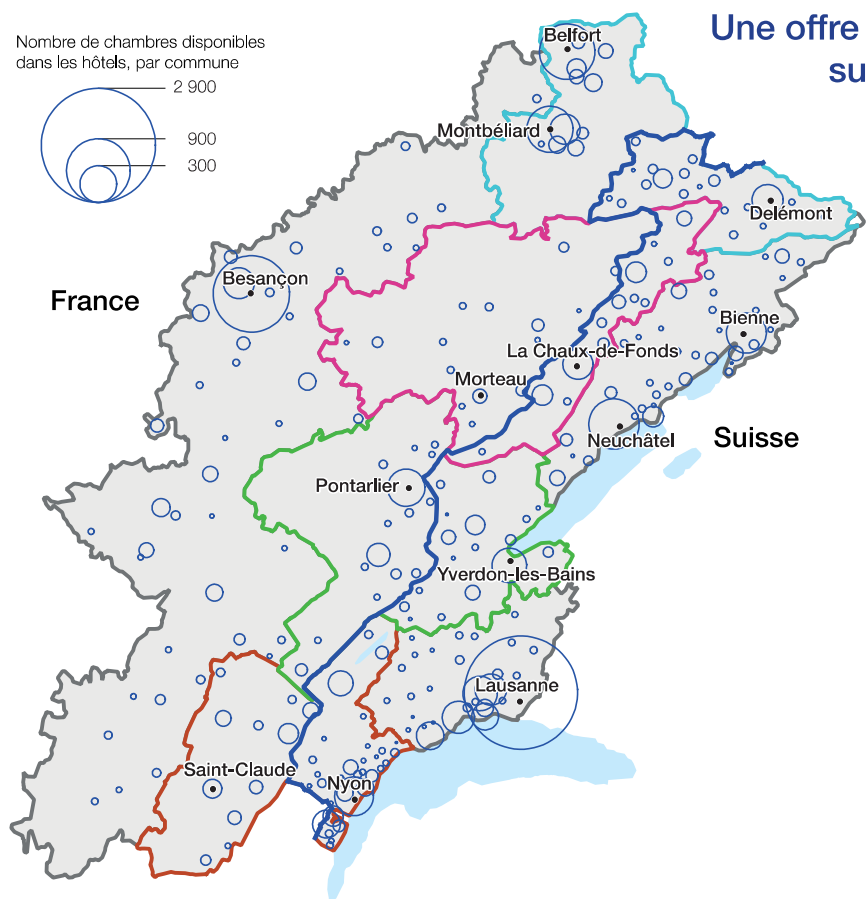 Une offre
su
Nombre de chambres disponibles
dans les hôtels, par commune
2 900
900
300
Belfort
Montbéliard
Delémont
Besançon
France
Bienne
La Chaux-de-Fonds
Morteau
Neuchâtel
Suisse
Pontarlier
Yverdon-les-Bains
Lausanne
Saint-Claude
Nyon